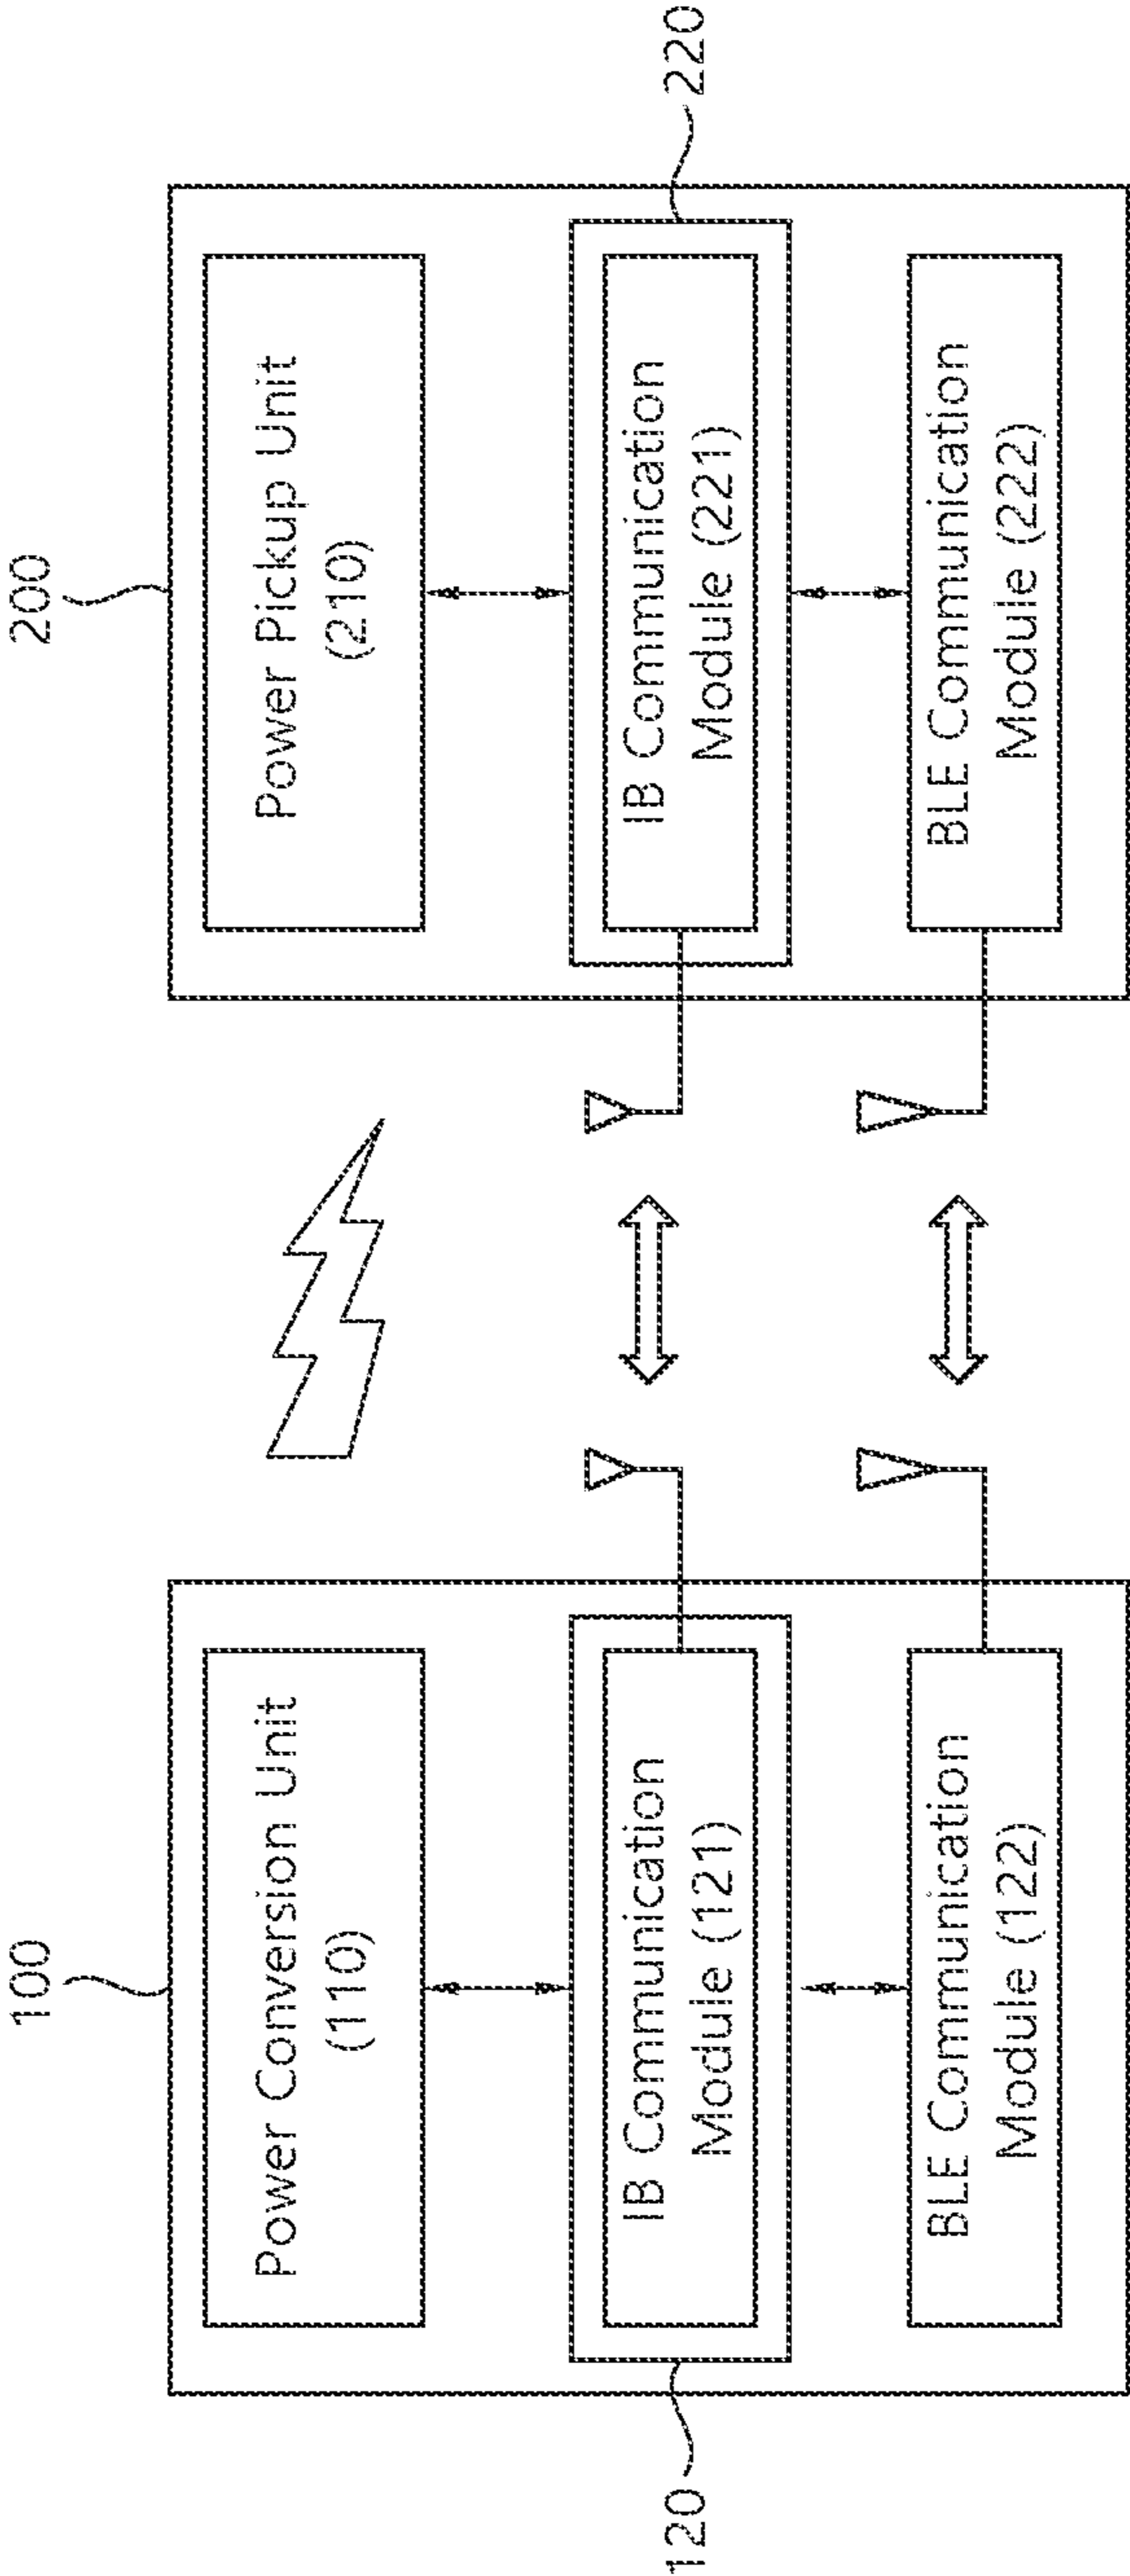 100
Power Conversion Unit
(110)
120
IB Communication
Module (121)
BLE Communication
Module (122)
200
Power Pickup Unit
(210)
220
IB Communication
Module (221)
BLE Communication
Module (222)